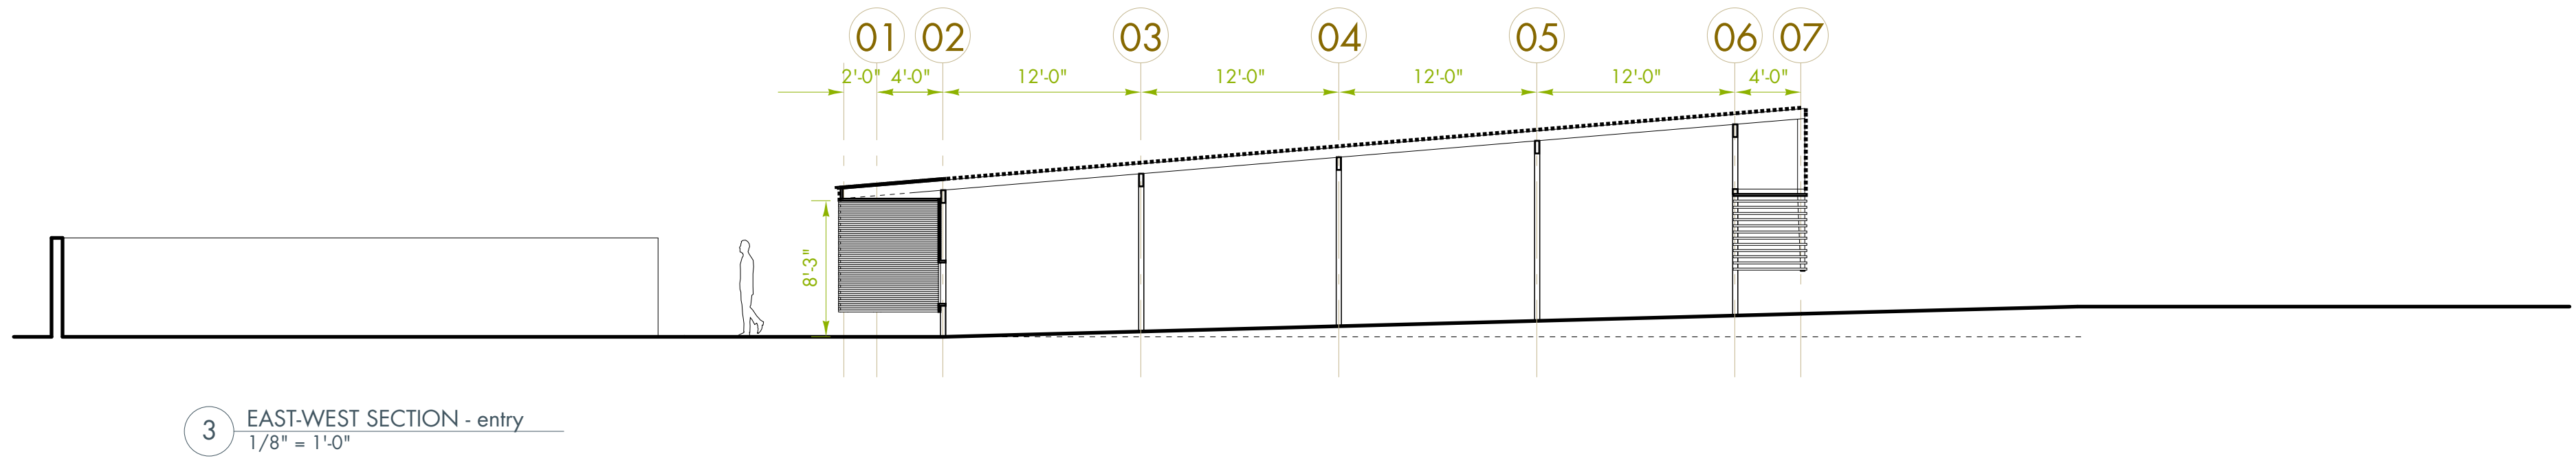 01 02 03 04 05 06 07
2'-0" 4'-0" 12'-0" 12'-0" 12'-0" 12'-0" 4'-0"
8'-3"
3 EAST-WEST SECTION - entry
1/8" = 1'-0"